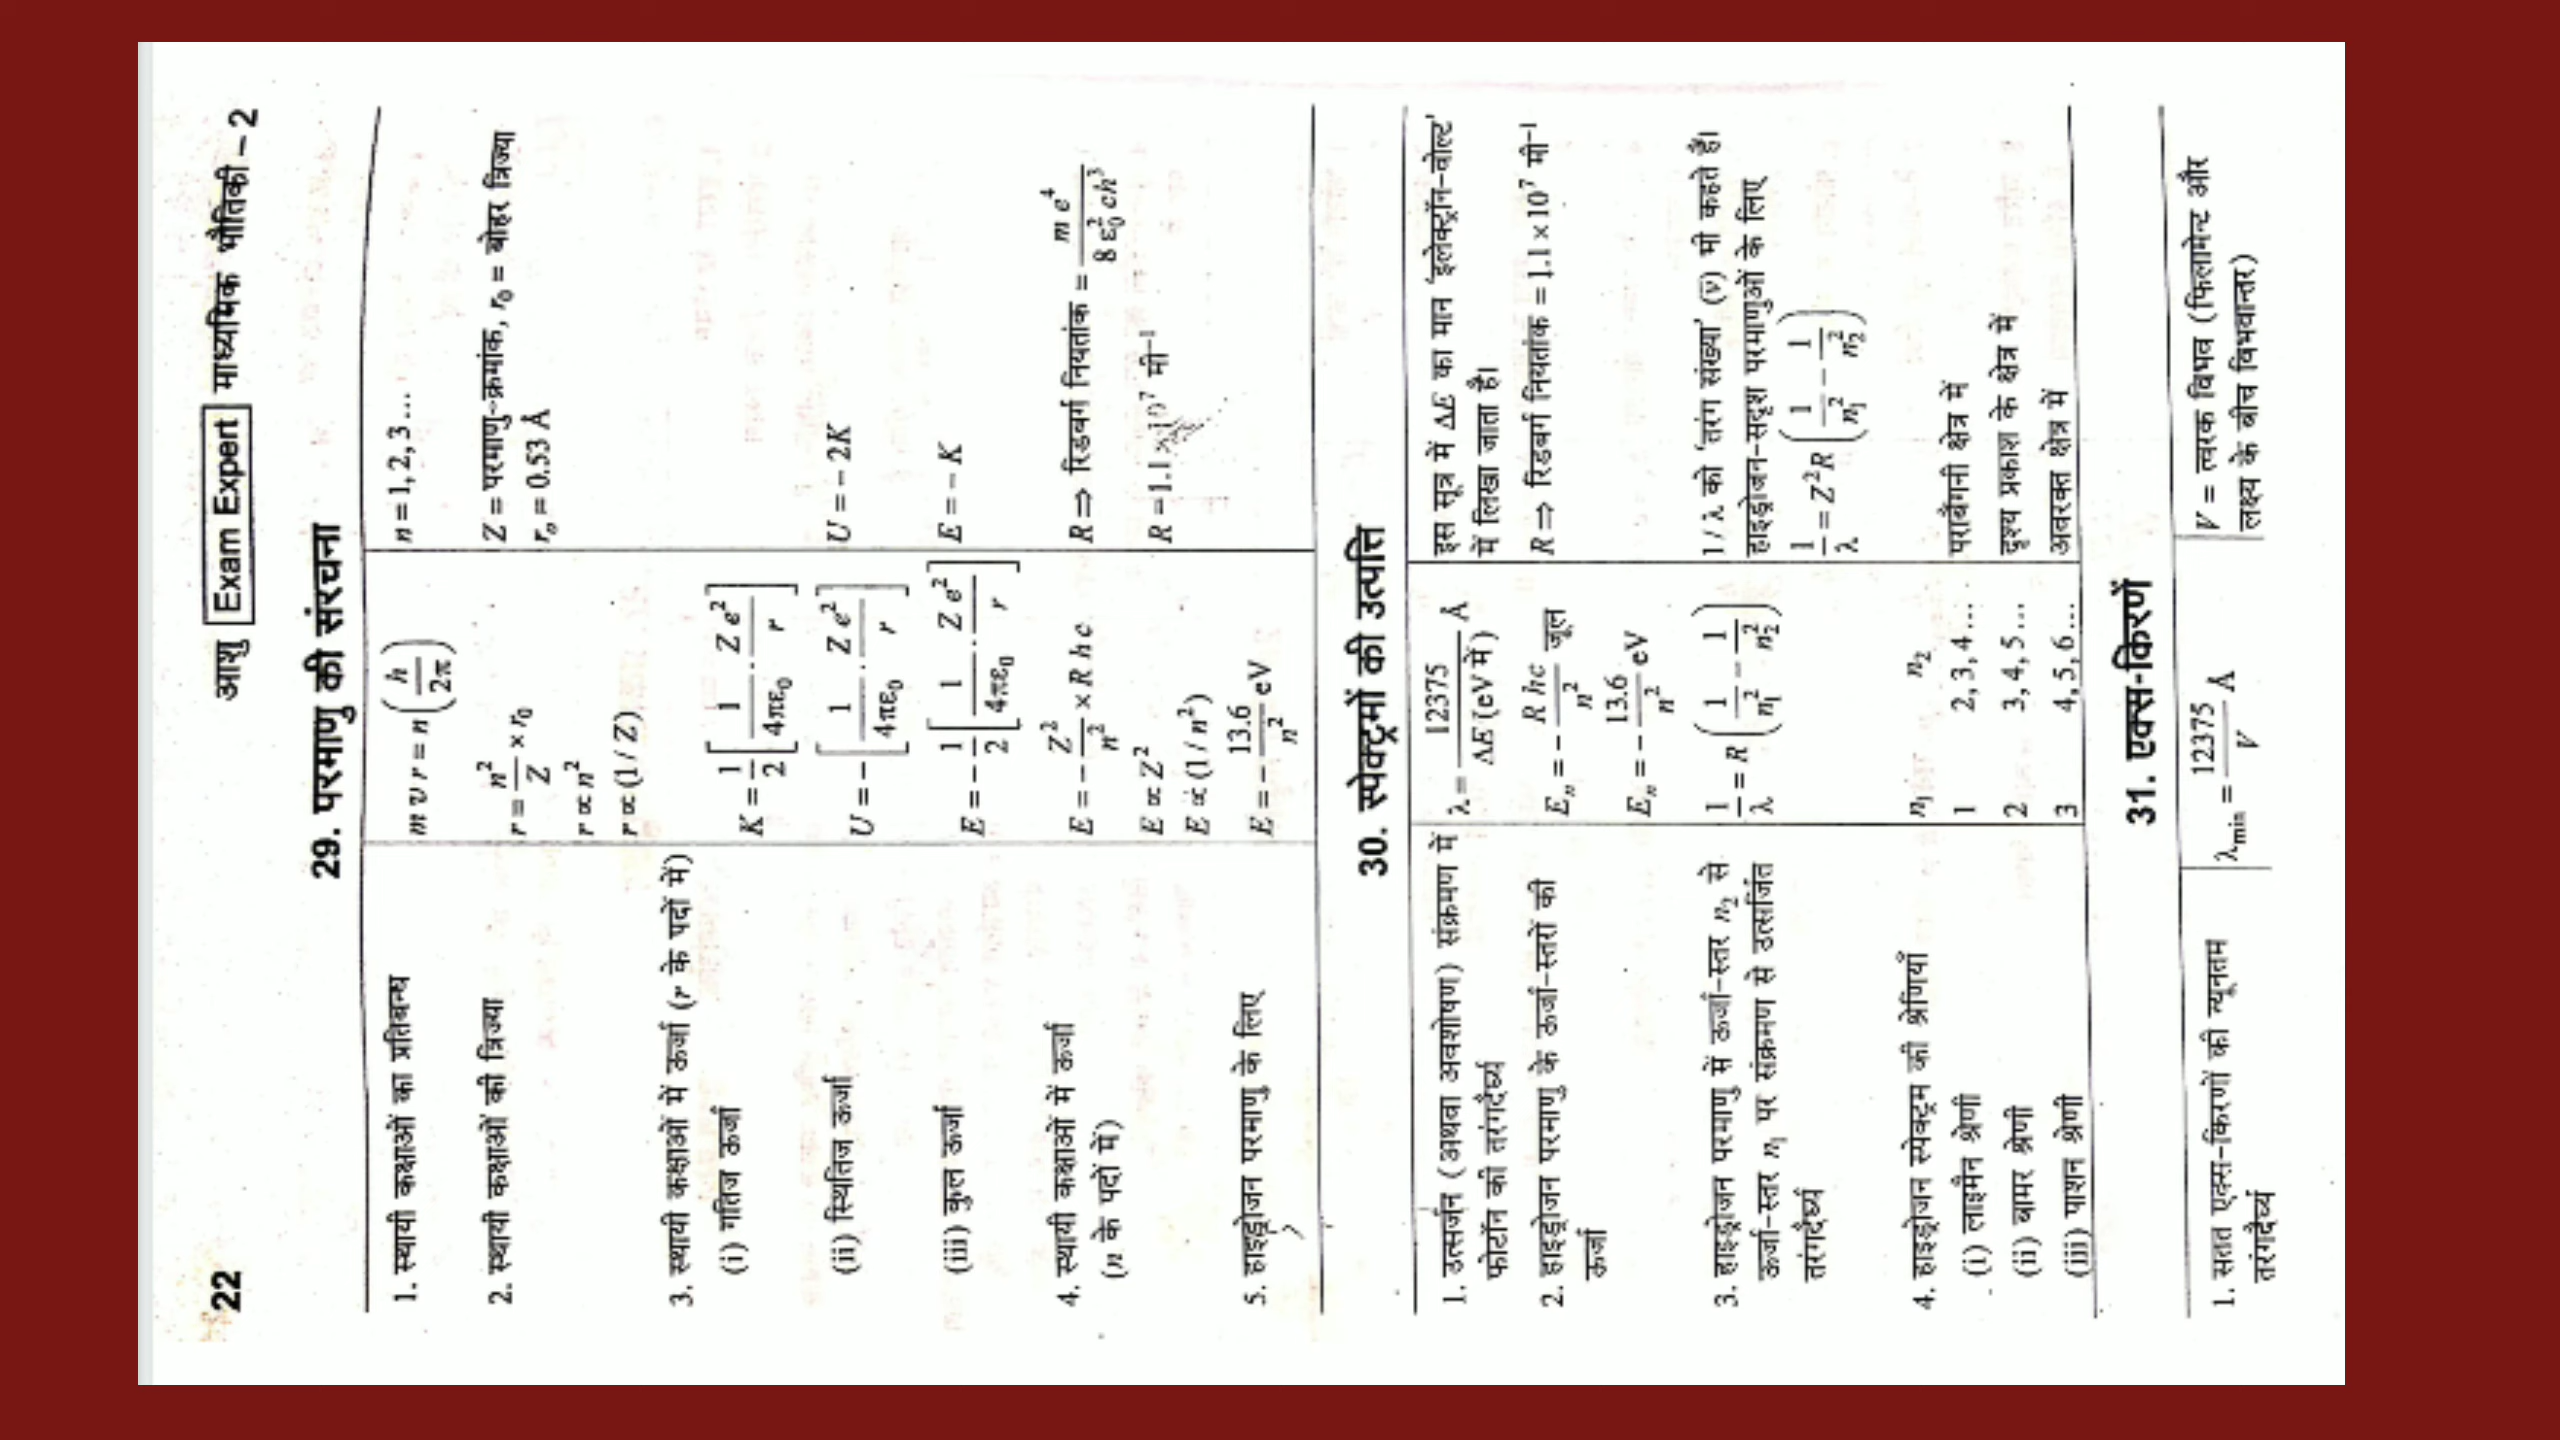 22 आशु Exam Expert माध्यमिक भौतिकी – 2
29. परमाणु की संरचना
1. स्थायी कक्षाओं का प्रतिबन्ध m v r = n (h/2π) n = 1, 2, 3 ...
2. स्थायी कक्षाओं की त्रिज्या r = n²/Z × r₀ Z = परमाणु-क्रमांक, r₀ = बोहर त्रिज्या
r ∝ n² r₀ = 0.53 Å
r ∝ (1/Z)
3. स्थायी कक्षाओं में ऊर्जा (r के पदों में)
(i) गतिज ऊर्जा K = 1/2 [1/4πε₀ . Z e²/r]
(ii) स्थितिज ऊर्जा U = – [1/4πε₀ . Z e²/r] U = – 2K
(iii) कुल ऊर्जा E = – 1/2 [1/4πε₀ . Z e²/r] E = – K
4. स्थायी कक्षाओं में ऊर्जा E = – Z²/n² × R h c R ⇒ रिडबर्ग नियतांक = m e⁴/8 ε₀² ch³
(n के पदों में) E ∝ Z² R = 1.1 × 10⁷ मी⁻¹
E ∝ (1/n²)
5. हाइड्रोजन परमाणु के लिए E = – 13.6/n² eV
30. स्पेक्ट्रमों की उत्पत्ति
1. उत्सर्जन (अथवा अवशोषण) संक्रमण में λ = 12375/ΔE (eV में) Å इस सूत्र में ΔE का मान 'इलेक्ट्रॉन-वोल्ट'
फोटॉन की तरंगदैर्घ्य में लिखा जाता है।
2. हाइड्रोजन परमाणु के ऊर्जा-स्तरों की Eₙ = – R hc/n² जूल R ⇒ रिडबर्ग नियतांक = 1.1 × 10⁷ मी⁻¹
ऊर्जा Eₙ = – 13.6/n² eV
3. हाइड्रोजन परमाणु में ऊर्जा-स्तर n₂ से 1/λ = R (1/n₁² – 1/n₂²) 1/λ को 'तरंग संख्या' (ν̄) भी कहते हैं।
ऊर्जा-स्तर n₁ पर संक्रमण से उत्सर्जित हाइड्रोजन-सदृश परमाणुओं के लिए
तरंगदैर्घ्य 1/λ = Z²R (1/n₁² – 1/n₂²)
4. हाइड्रोजन स्पेक्ट्रम की श्रेणियाँ n₁ n₂
(i) लाइमैन श्रेणी 1 2, 3, 4 ... पराबैंगनी क्षेत्र में
(ii) बामर श्रेणी 2 3, 4, 5 ... दृश्य प्रकाश के क्षेत्र में
(iii) पाशन श्रेणी 3 4, 5, 6 ... अवरक्त क्षेत्र में
31. एक्स-किरणें
1. सतत एक्स-किरणों की न्यूनतम λmin = 12375/V Å V = त्वरक विभव (फिलामेन्ट और
तरंगदैर्घ्य लक्ष्य के बीच विभवान्तर)